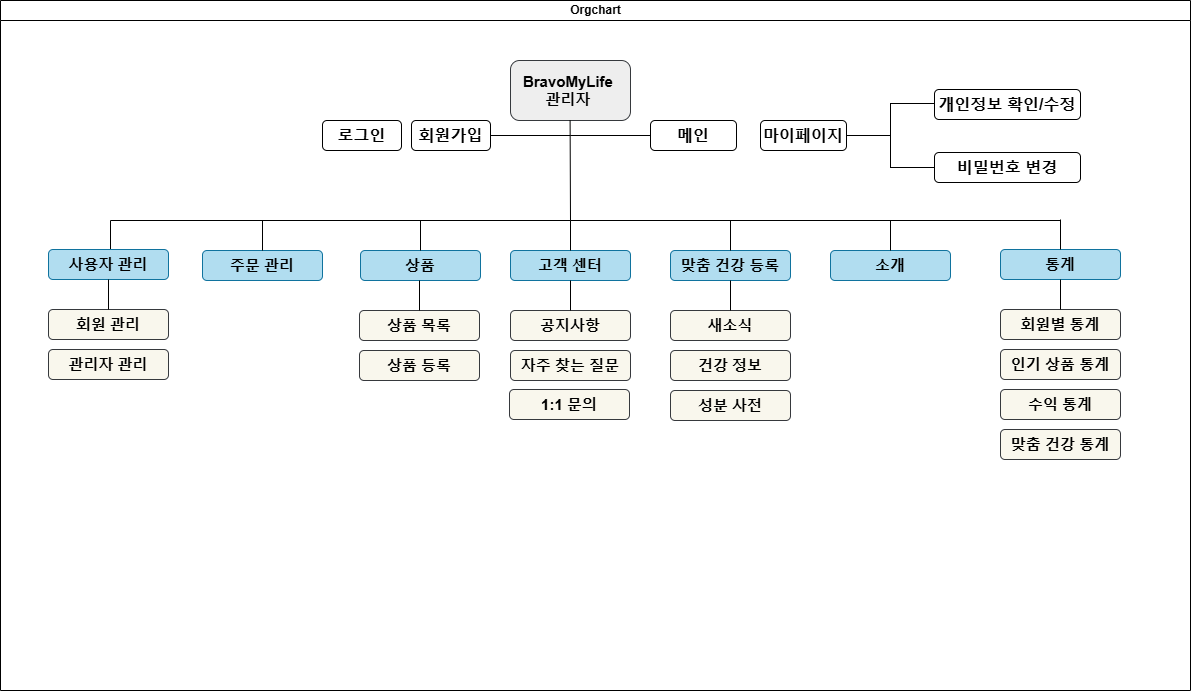 Orgchart
BravoMyLife
관리자
로그인
회원가입
메인
마이페이지
개인정보 확인/수정
비밀번호 변경
사용자 관리
주문 관리
상품
고객 센터
맞춤 건강 등록
소개
통계
회원 관리
상품 목록
공지사항
새소식
회원별 통계
관리자 관리
상품 등록
자주 찾는 질문
건강 정보
인기 상품 통계
1:1 문의
성분 사전
수익 통계
맞춤 건강 통계